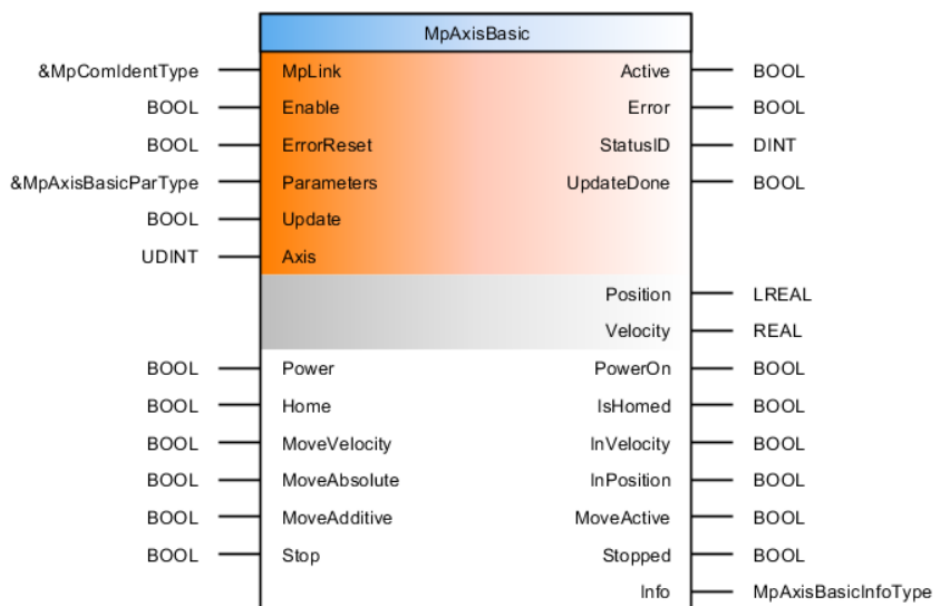 MpAxisBasic
&MpComIdentType MpLink Active BOOL
BOOL Enable Error BOOL
BOOL ErrorReset StatusID DINT
&MpAxisBasicParType Parameters UpdateDone BOOL
BOOL Update
UDINT Axis
Position LREAL
Velocity REAL
BOOL Power PowerOn BOOL
BOOL Home IsHomed BOOL
BOOL MoveVelocity InVelocity BOOL
BOOL MoveAbsolute InPosition BOOL
BOOL MoveAdditive MoveActive BOOL
BOOL Stop Stopped BOOL
Info MpAxisBasicInfoType